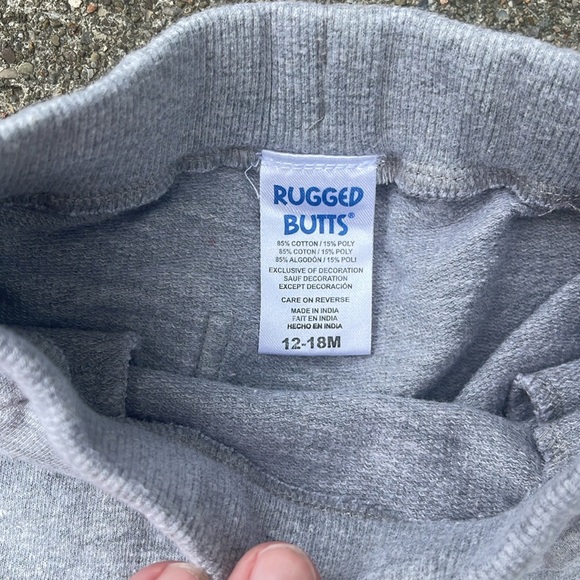 RUGGED
BUTTS®
85% COTTON / 15% POLY
85% COTON / 15% POLY
85% ALGODÓN / 15% POLI
EXCLUSIVE OF DECORATION
SAUF DECORATION
EXCEPT DECORACIÓN
CARE ON REVERSE
MADE IN INDIA
FAIT EN INDIA
HECHO EN INDIA
12-18M